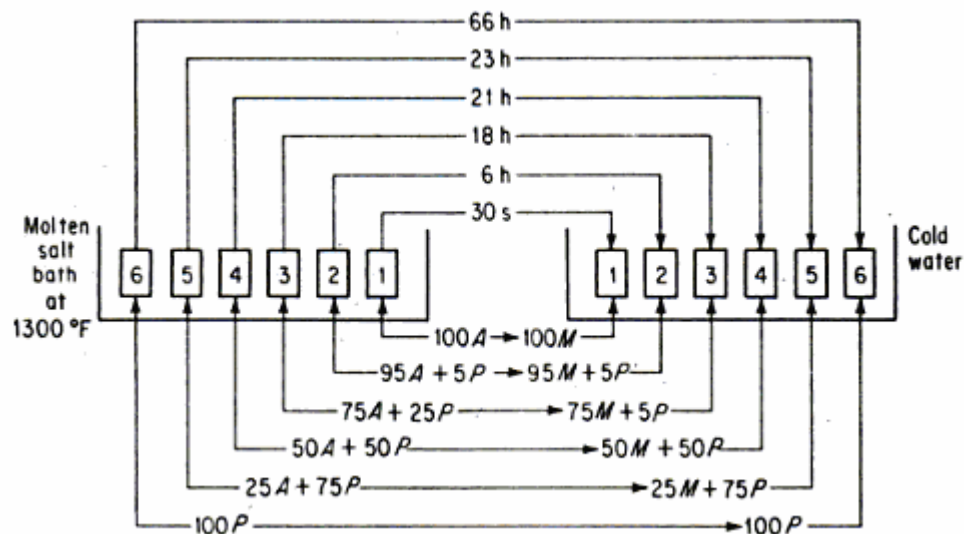 66 h
23 h
21 h
18 h
6 h
30 s
Molten
salt
bath
at
1300 °F
6 5 4 3 2 1
1 2 3 4 5 6
Cold
water
100A 100M
95A + 5P 95M + 5P
75A + 25P 75M + 5P
50A + 50P 50M + 50P
25A + 75P 25M + 75P
100P 100P